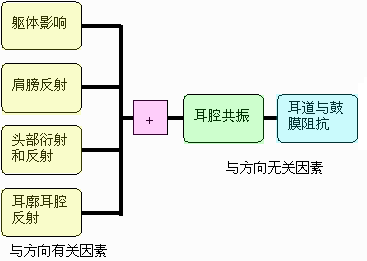 躯体影响
肩膀反射
头部衍射
和反射
耳廓耳腔
反射
+
耳腔共振
耳道与鼓
膜阻抗
与方向无关因素
与方向有关因素